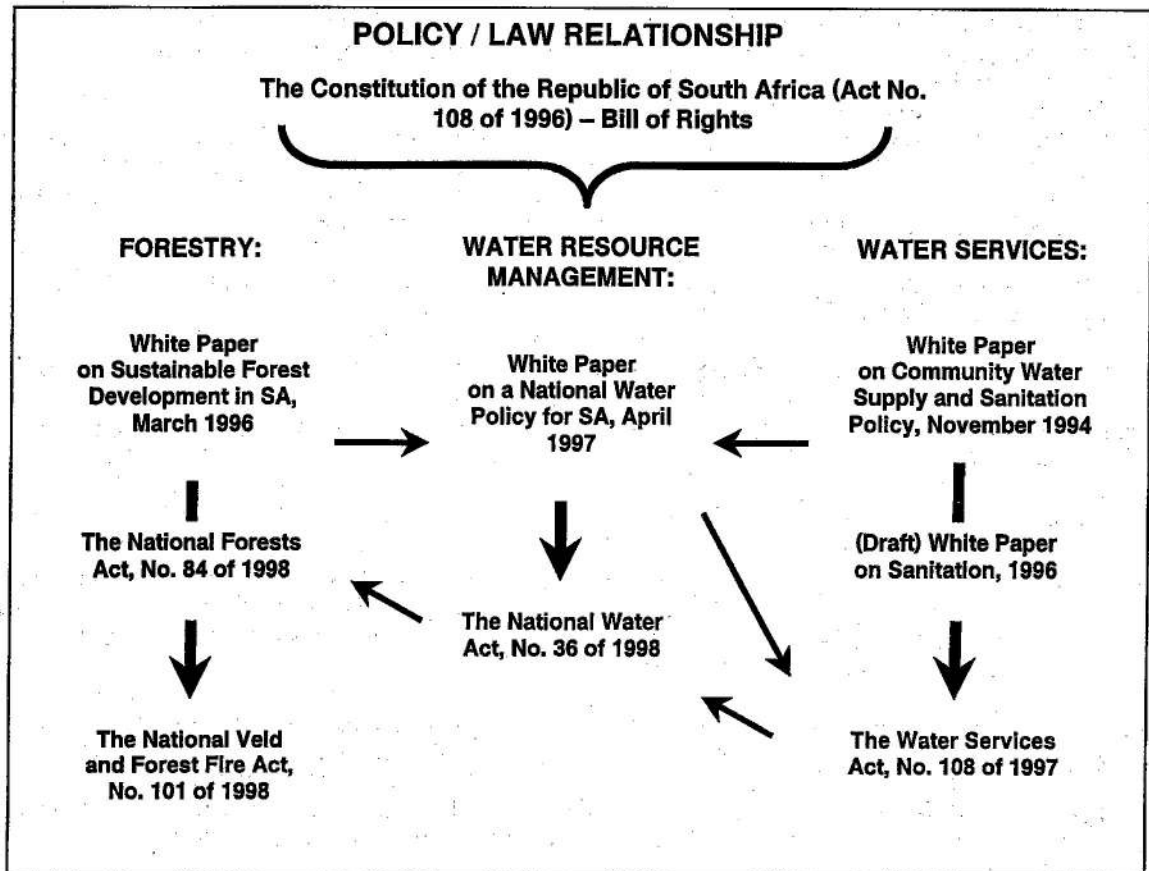 POLICY / LAW RELATIONSHIP
The Constitution of the Republic of South Africa (Act No.
108 of 1996) – Bill of Rights
FORESTRY:
WATER RESOURCE
MANAGEMENT:
WATER SERVICES:
White Paper
on Sustainable Forest
Development in SA,
March 1996
White Paper
on a National Water
Policy for SA, April
1997
White Paper
on Community Water
Supply and Sanitation
Policy, November 1994
The National Forests
Act, No. 84 of 1998
(Draft) White Paper
on Sanitation, 1996
The National Water
Act, No. 36 of 1998
The National Veld
and Forest Fire Act,
No. 101 of 1998
The Water Services
Act, No. 108 of 1997